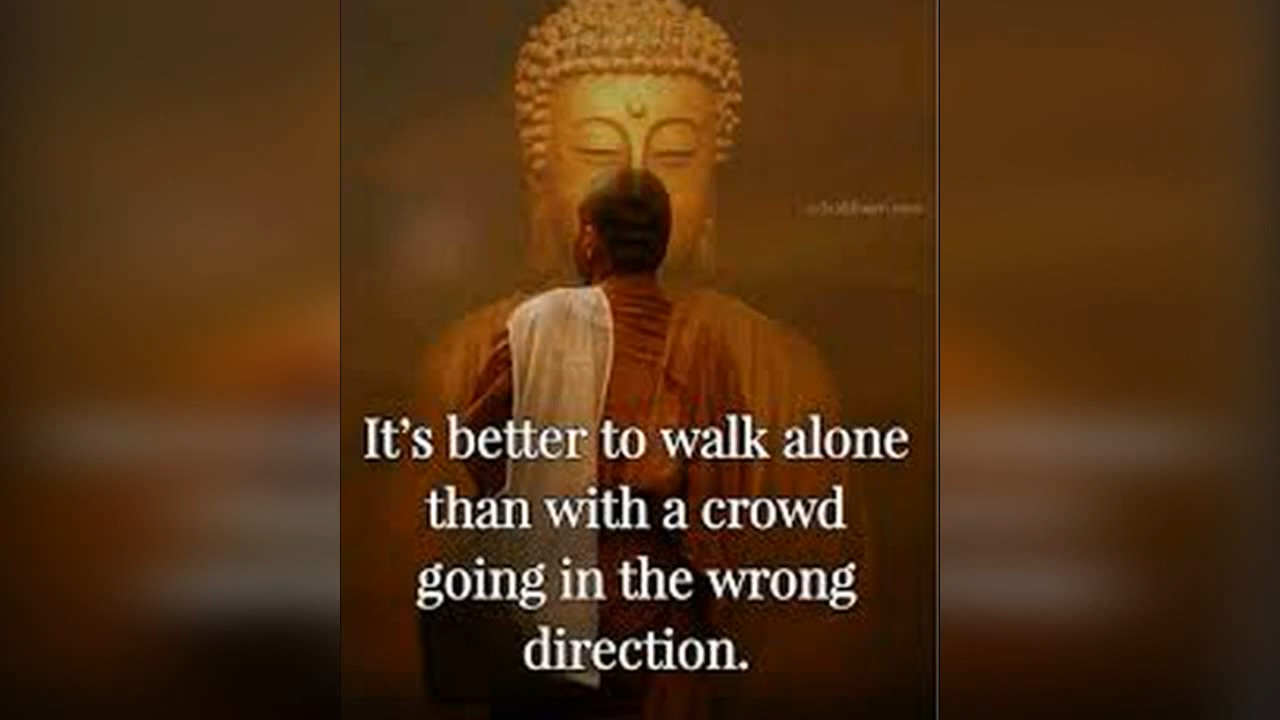 It’s better to walk alone
than with a crowd
going in the wrong
direction.